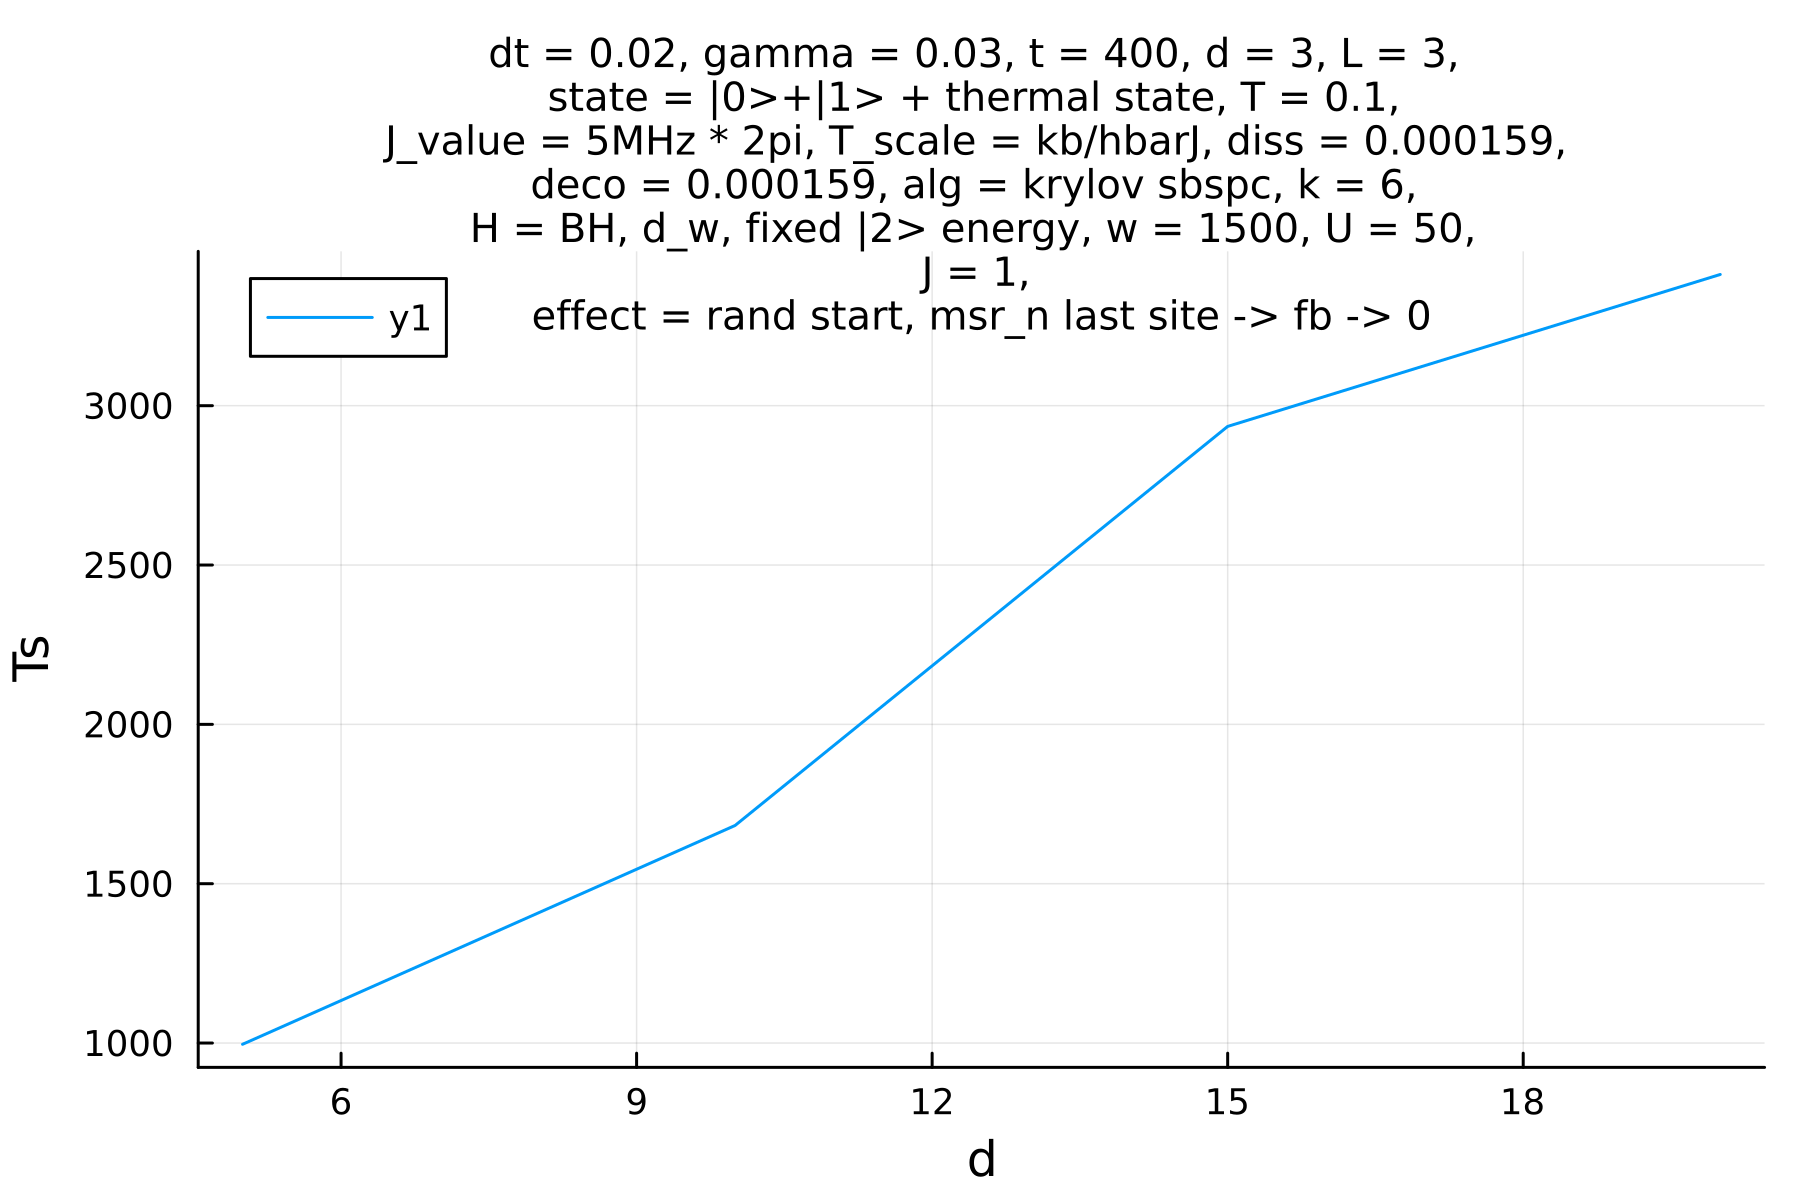 dt = 0.02, gamma = 0.03, t = 400, d = 3, L = 3,
state = |0>+|1> + thermal state, T = 0.1,
J_value = 5MHz * 2pi, T_scale = kb/hbarJ, diss = 0.000159,
deco = 0.000159, alg = krylov sbspc, k = 6,
H = BH, d_w, fixed |2> energy, w = 1500, U = 50,
J = 1,
effect = rand start, msr_n last site -> fb -> 0
y1
3000
2500
2000
1500
1000
Ts
6 9 12 15 18
d